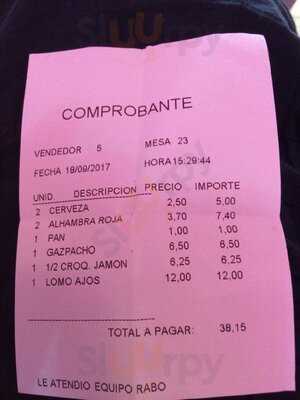 COMPROBANTE
VENDEDOR 5 MESA 23
FECHA 18/09/2017 HORA 15:29:44
UNID. DESCRIPCION PRECIO IMPORTE
2 CERVEZA 2,50 5,00
2 ALHAMBRA ROJA 3,70 7,40
1 PAN 1,00 1,00
1 GAZPACHO 6,50 6,50
1 1/2 CROQ. JAMON 6,25 6,25
1 LOMO AJOS 12,00 12,00
TOTAL A PAGAR: 38,15
LE ATENDIO EQUIPO RABO
Sluurpy
Sluurpy
Sluurpy